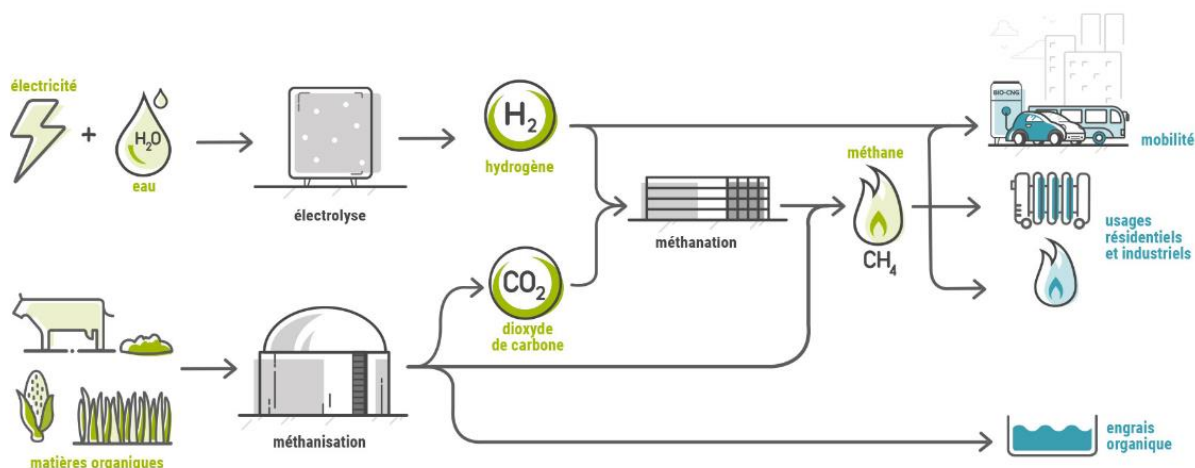 électricité
+
H₂O
eau
électrolyse
H₂
hydrogène
BIO-CNG
mobilité
méthane
CH₄
méthanation
usages
résidentiels
et industriels
CO₂
dioxyde
de carbone
matières organiques
méthanisation
engrais
organique